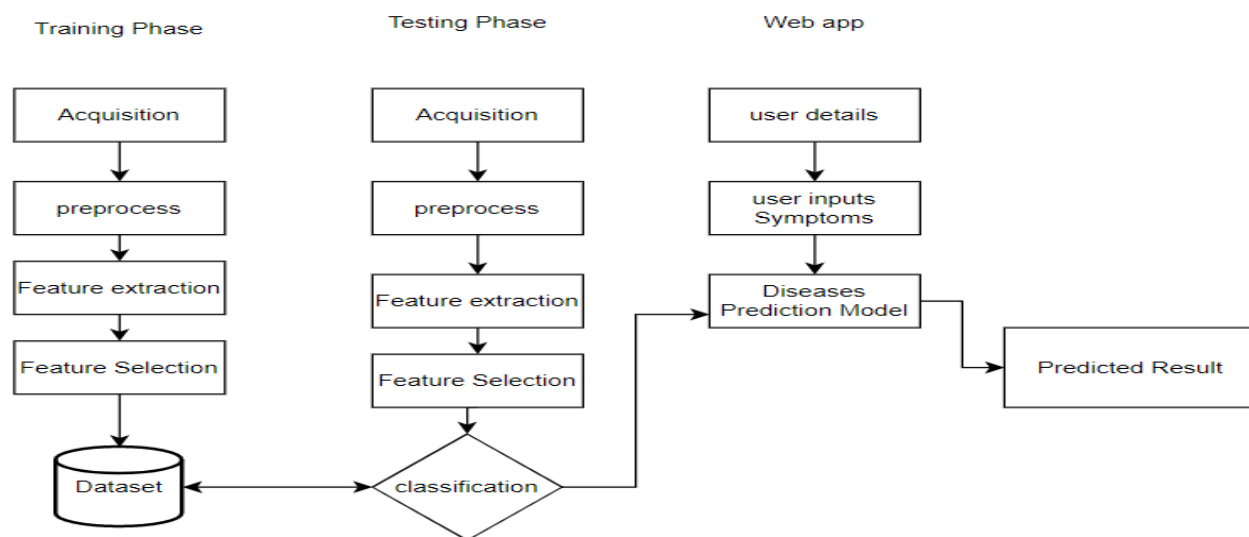 Training Phase
Testing Phase
Web app
Acquisition
Acquisition
user details
preprocess
preprocess
user inputs
Symptoms
Feature extraction
Feature extraction
Diseases
Prediction Model
Feature Selection
Feature Selection
Predicted Result
Dataset
classification